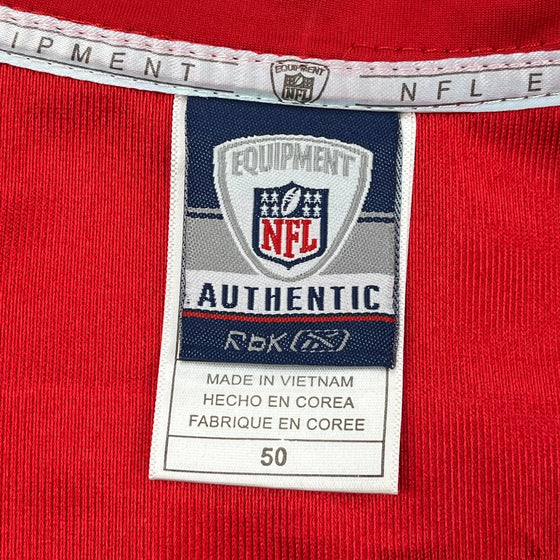 IPMENT
EQUIPMENT
NFL
NFL E
EQUIPMENT
NFL
AUTHENTIC
RbK
MADE IN VIETNAM
HECHO EN COREA
FABRIQUE EN COREE
50